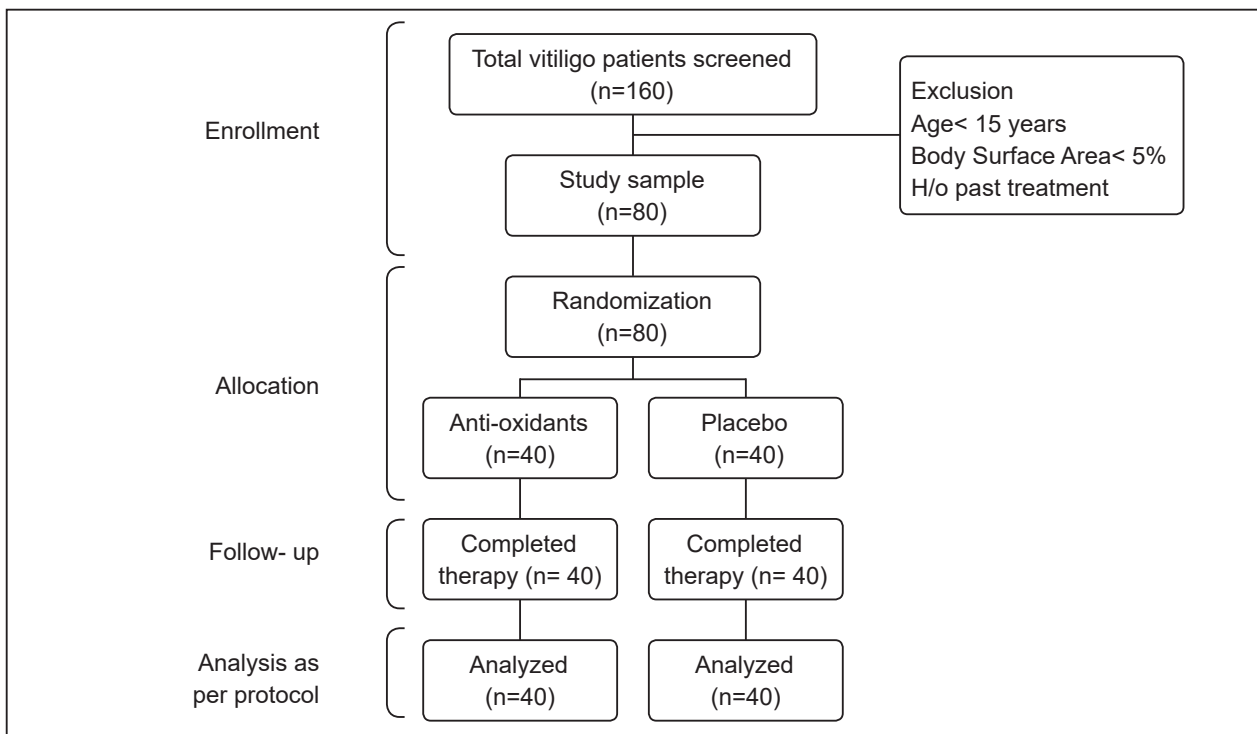 Enrollment
Total vitiligo patients screened
(n=160)
Exclusion
Age< 15 years
Body Surface Area< 5%
H/o past treatment
Study sample
(n=80)
Allocation
Randomization
(n=80)
Anti-oxidants
(n=40)
Placebo
(n=40)
Follow- up
Completed
therapy (n= 40)
Completed
therapy (n= 40)
Analysis as
per protocol
Analyzed
(n=40)
Analyzed
(n=40)